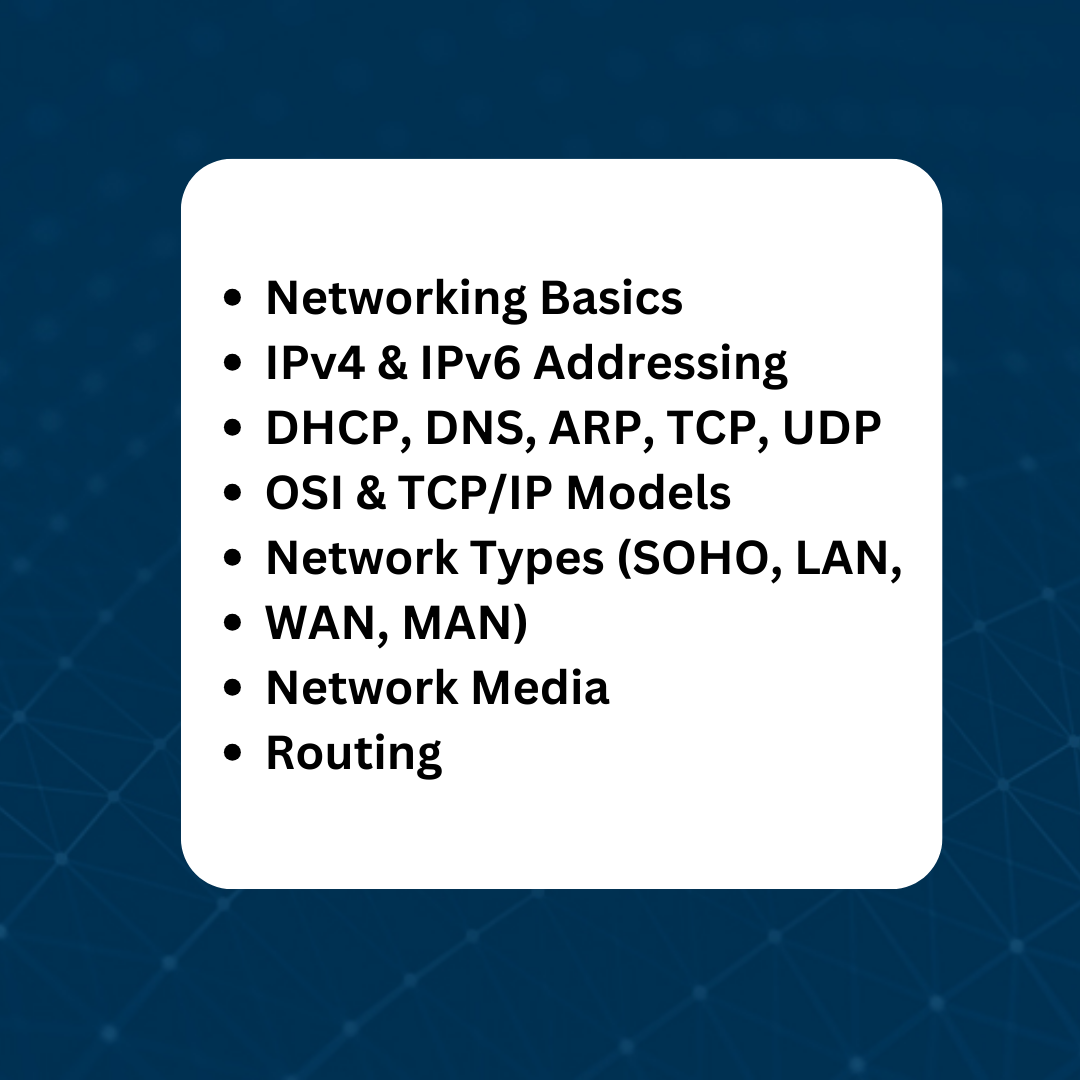 • Networking Basics
• IPv4 & IPv6 Addressing
• DHCP, DNS, ARP, TCP, UDP
• OSI & TCP/IP Models
• Network Types (SOHO, LAN,
• WAN, MAN)
• Network Media
• Routing